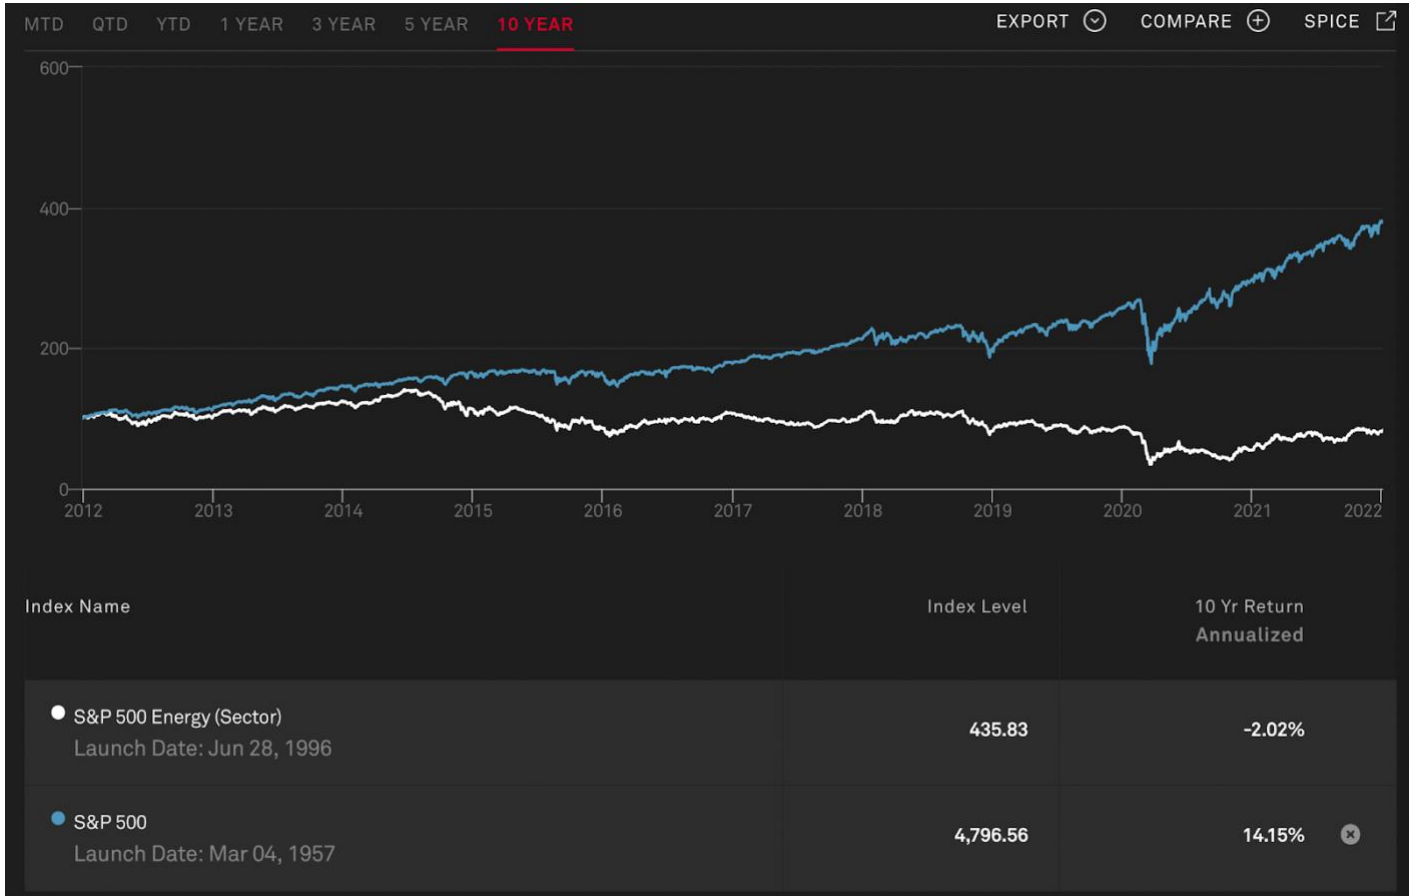 MTD QTD YTD 1 YEAR 3 YEAR 5 YEAR 10 YEAR EXPORT COMPARE SPICE
600
400
200
0
2012 2013 2014 2015 2016 2017 2018 2019 2020 2021 2022
Index Name Index Level 10 Yr Return
Annualized
S&P 500 Energy (Sector) 435.83 -2.02%
Launch Date: Jun 28, 1996
S&P 500 4,796.56 14.15%
Launch Date: Mar 04, 1957